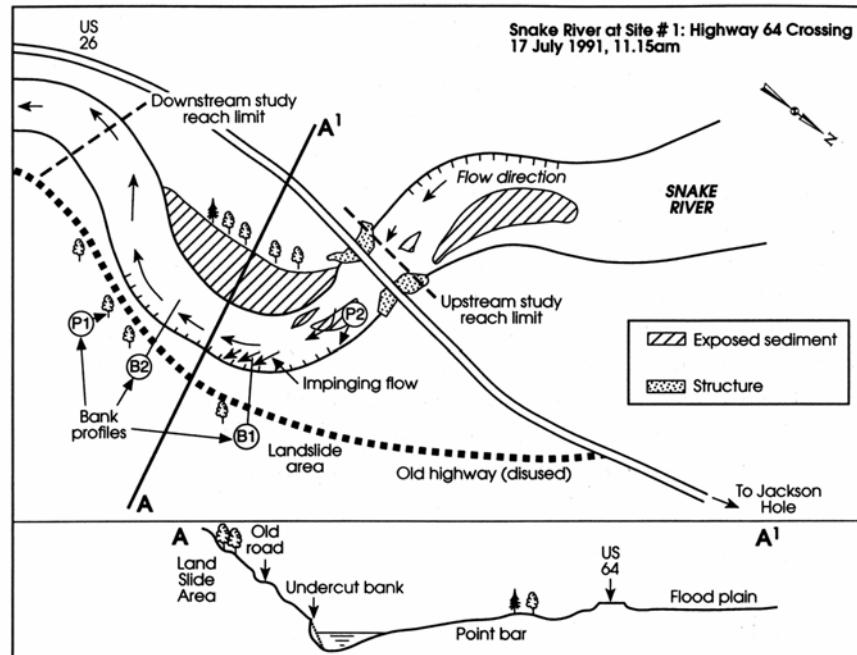 Snake River at Site # 1: Highway 64 Crossing
17 July 1991, 11.15am
US
26
Downstream study
reach limit
A¹
N
Flow direction
SNAKE
RIVER
Upstream study
reach limit
P1
P2
B2
B1
Impinging flow
Bank
profiles
Landslide
area
Old highway (disused)
Exposed sediment
Structure
To Jackson
Hole
A
A
Land
Slide
Area
Old
road
Undercut bank
Point bar
US
64
Flood plain
A¹